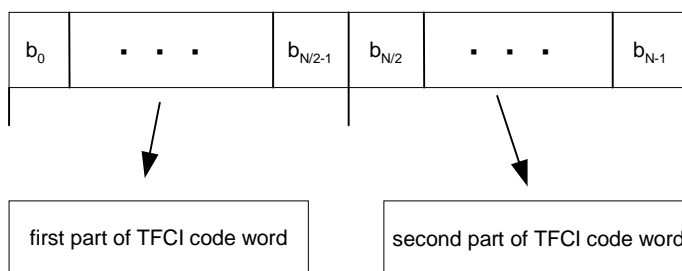 b0 . . . bN/2-1 bN/2 . . . bN-1
first part of TFCI code word second part of TFCI code word